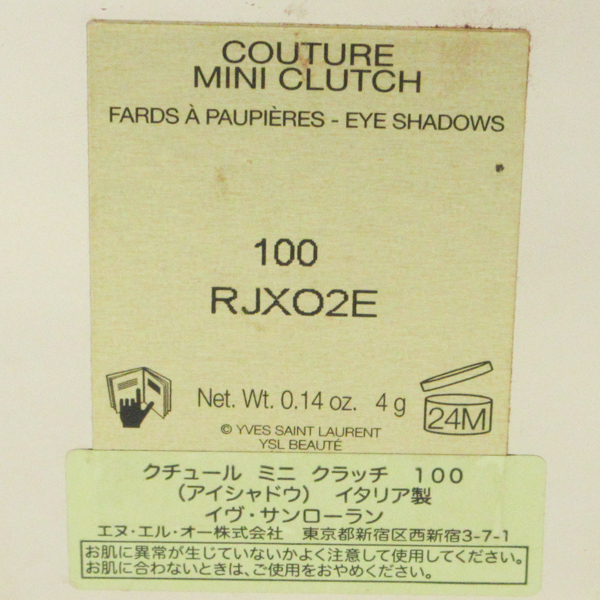 COUTURE
MINI CLUTCH
FARDS À PAUPIÈRES - EYE SHADOWS
100
RJXO2E
Net. Wt. 0.14 oz. 4 g
24M
© YVES SAINT LAURENT
YSL BEAUTÉ
クチュール ミニ クラッチ 100
(アイシャドウ) イタリア製
イヴ・サンローラン
エヌ・エル・オー株式会社 東京都新宿区西新宿3-7-1
お肌に異常が生じていないかよく注意して使用してください。
お肌に合わないときは、ご使用をおやめください。